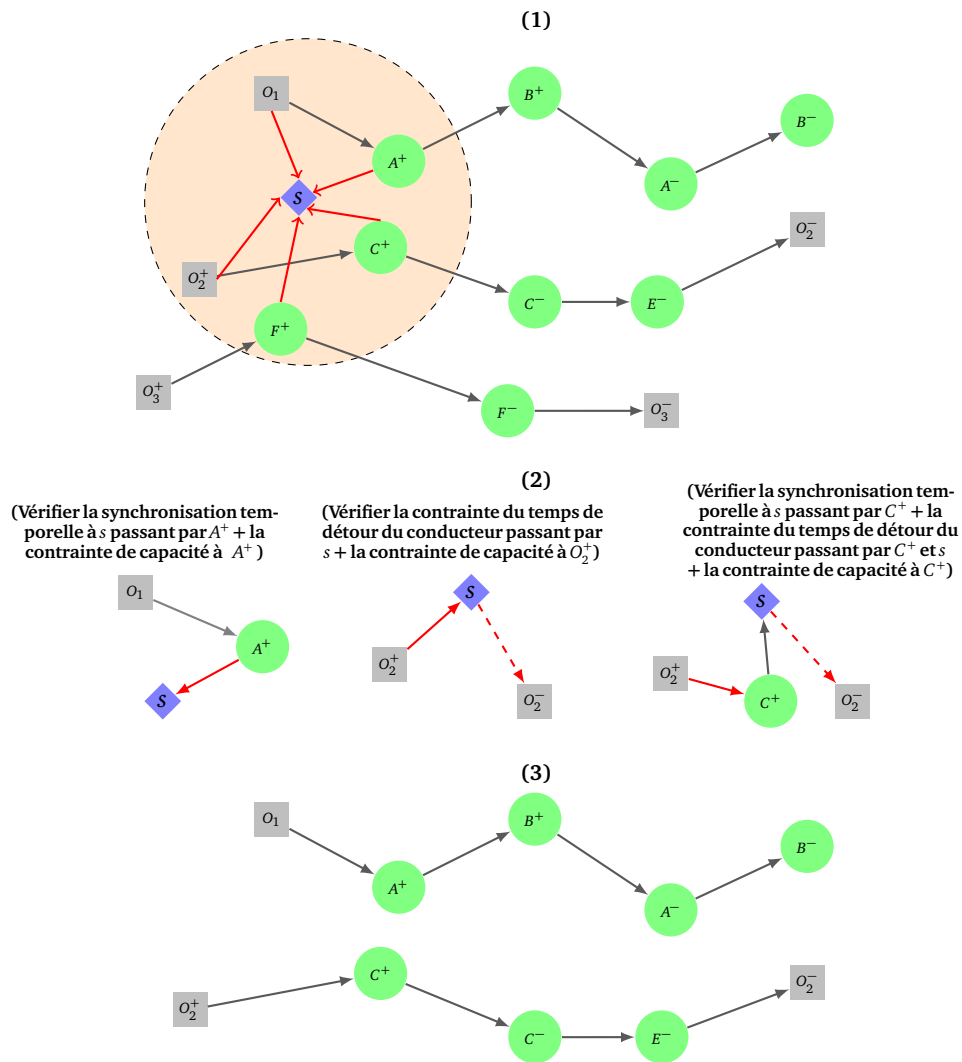 (1)
O₁
B⁺
B⁻
A⁺
A⁻
S
O₂⁻
C⁺
O₂⁺
C⁻
E⁻
F⁺
O₃⁺
F⁻
O₃⁻
(2)
(Vérifier la synchronisation tem-
porelle à s passant par A⁺ + la
contrainte de capacité à A⁺)
O₁
A⁺
S
(Vérifier la contrainte du temps de
détour du conducteur passant par
s + la contrainte de capacité à O₂⁺)
S
O₂⁺
O₂⁻
(Vérifier la synchronisation tem-
porelle à s passant par C⁺ + la
contrainte du temps de détour du
conducteur passant par C⁺ et s
+ la contrainte de capacité à C⁺)
S
O₂⁺
C⁺
O₂⁻
(3)
O₁
B⁺
B⁻
A⁺
A⁻
C⁺
O₂⁻
O₂⁺
C⁻
E⁻